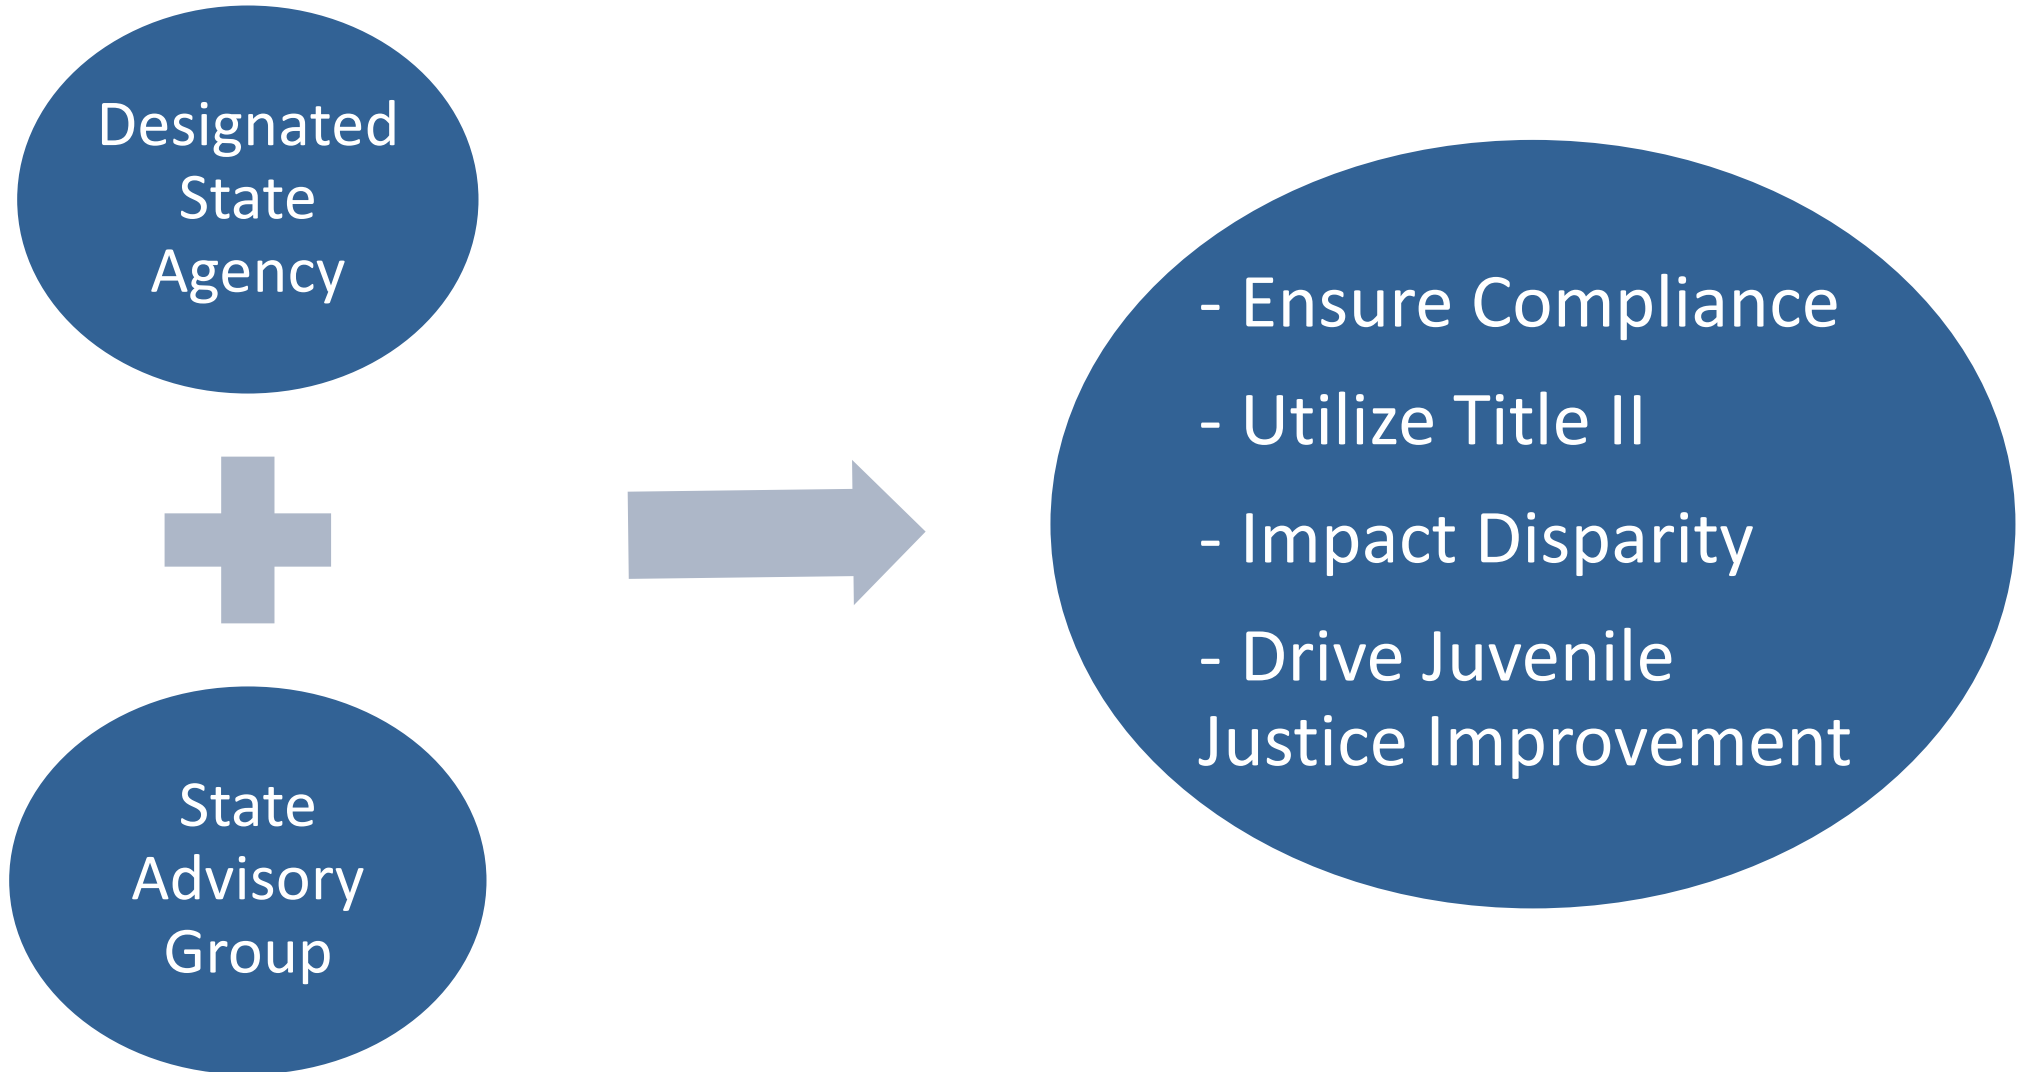 Designated
State
Agency
State
Advisory
Group
- Ensure Compliance
- Utilize Title II
- Impact Disparity
- Drive Juvenile
Justice Improvement